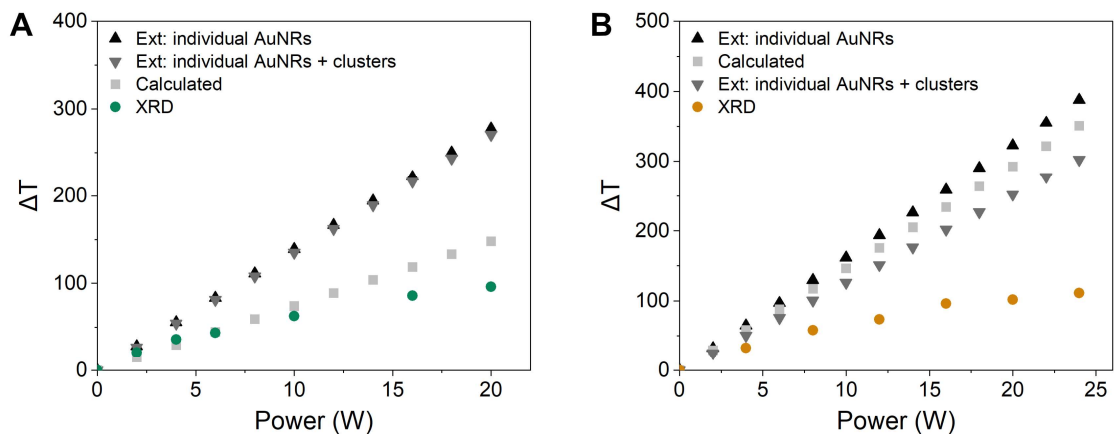 A
400
300
200
100
0
ΔT
0
5
10
15
20
Power (W)
Ext: individual AuNRs
Ext: individual AuNRs + clusters
Calculated
XRD
B
500
400
300
200
100
0
ΔT
0
5
10
15
20
25
Power (W)
Ext: individual AuNRs
Calculated
Ext: individual AuNRs + clusters
XRD